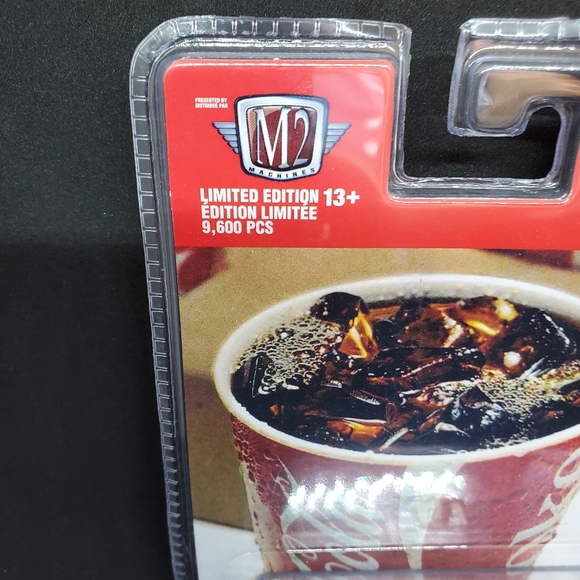 PRESENTED BY
DISTRIBUÉ PAR
M2
MACHINES
LIMITED EDITION 13+
ÉDITION LIMITÉE
9,600 PCS